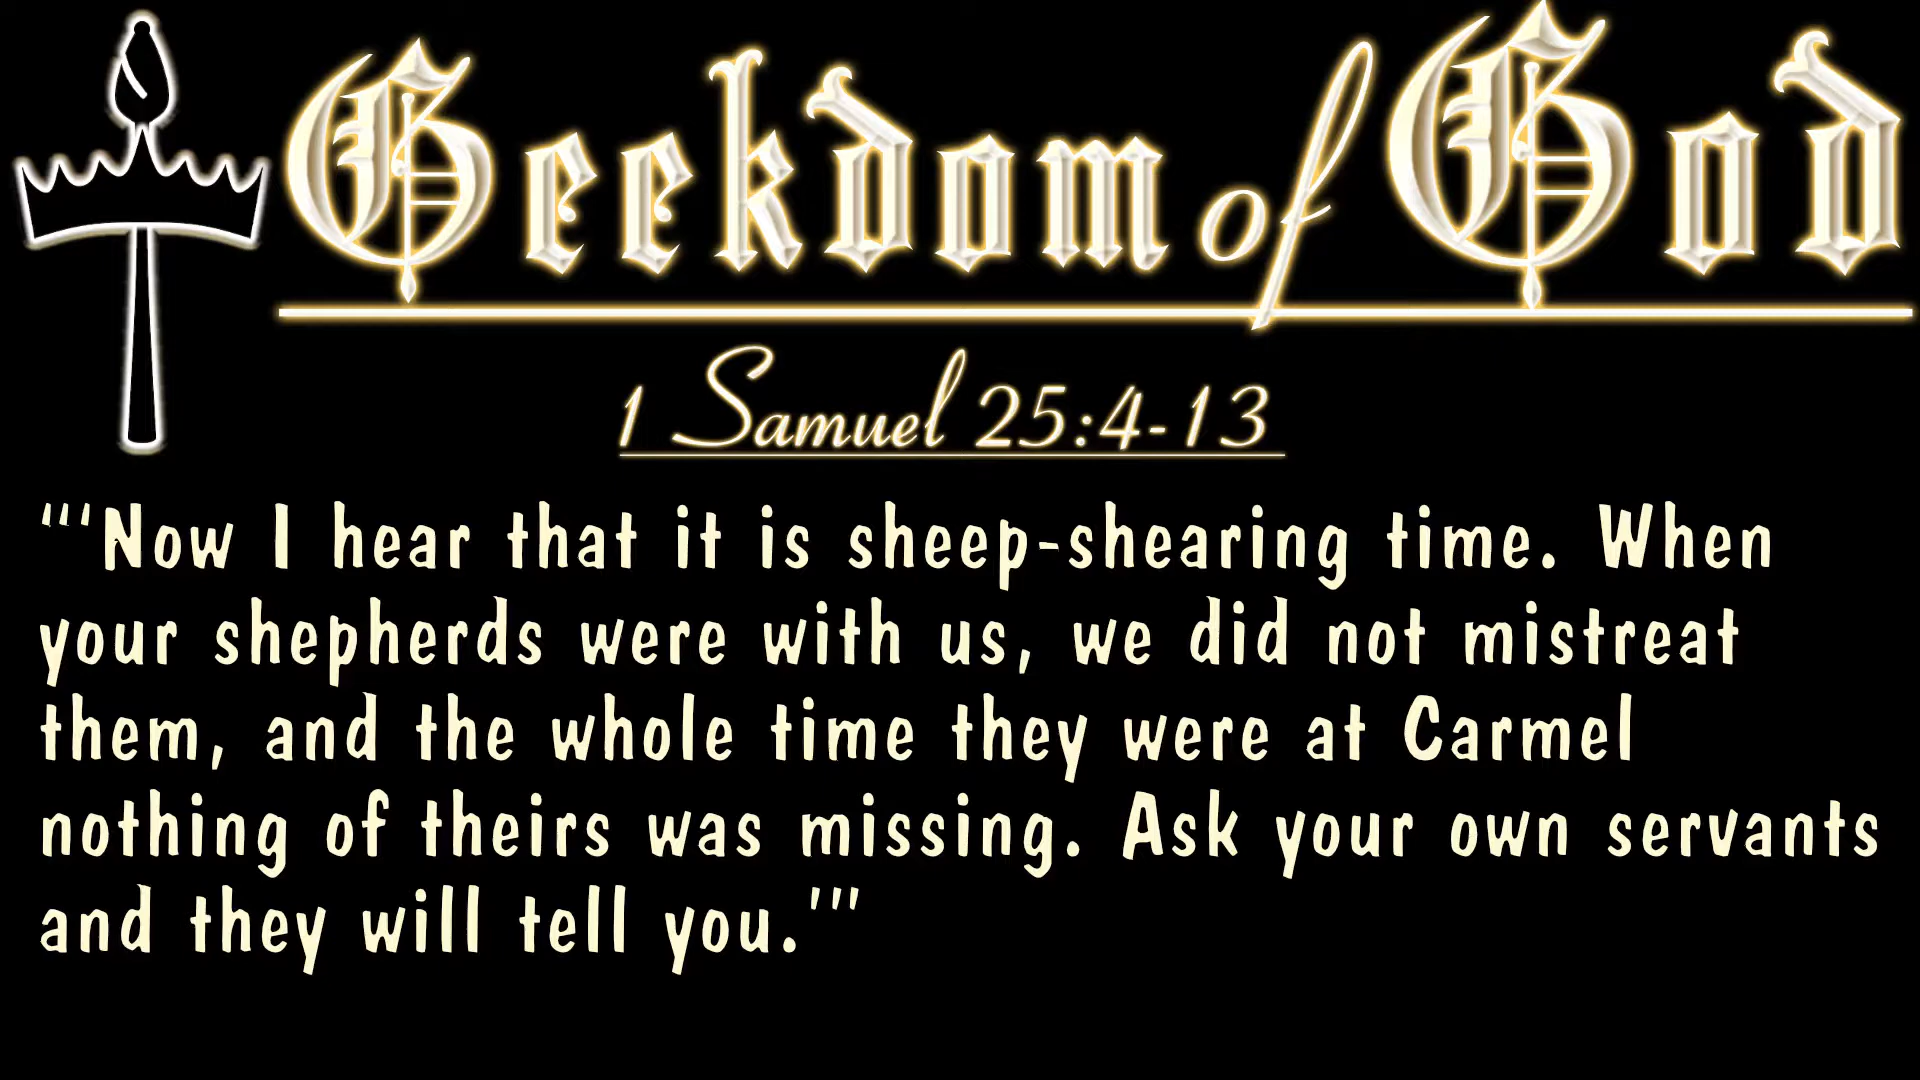 Geekdom of God
1 Samuel 25:4-13
“‘Now I hear that it is sheep-shearing time. When
your shepherds were with us, we did not mistreat
them, and the whole time they were at Carmel
nothing of theirs was missing. Ask your own servants
and they will tell you.’”